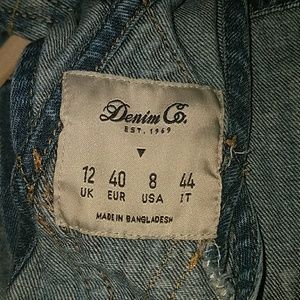 Denim Co.
EST. 1969
12 40 8 44
UK EUR USA IT
MADE IN BANGLADESH